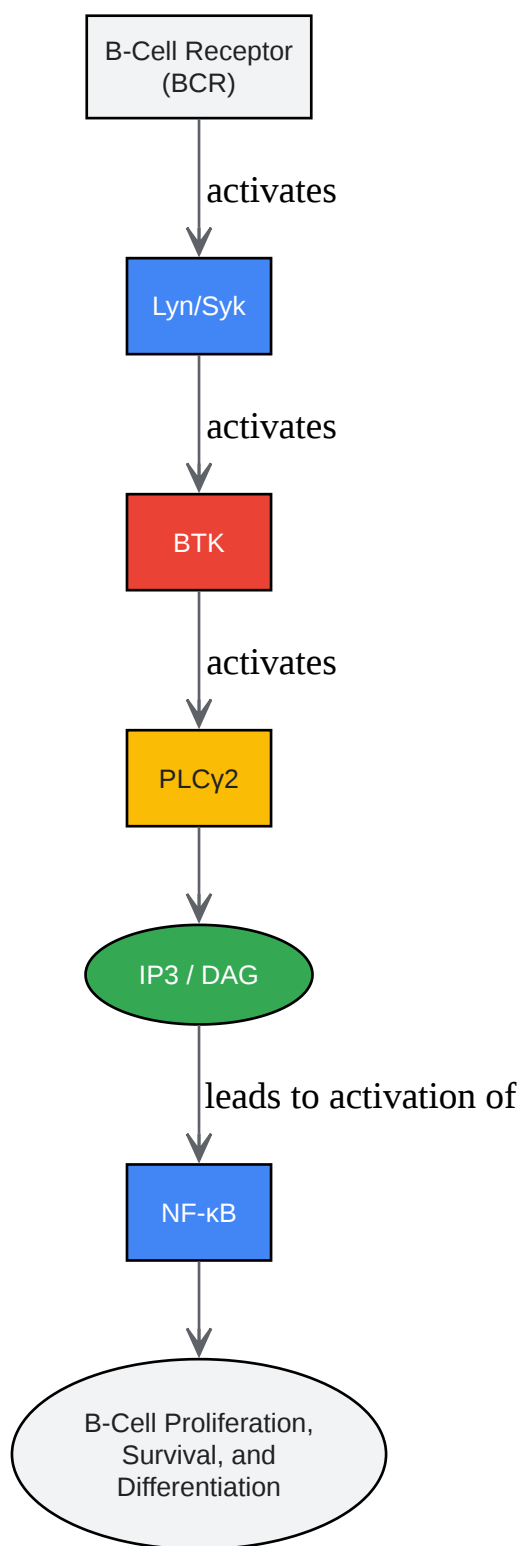 B-Cell Receptor
(BCR)
activates
Lyn/Syk
activates
BTK
activates
PLCγ2
IP3 / DAG
leads to activation of
NF-κB
B-Cell Proliferation,
Survival, and
Differentiation